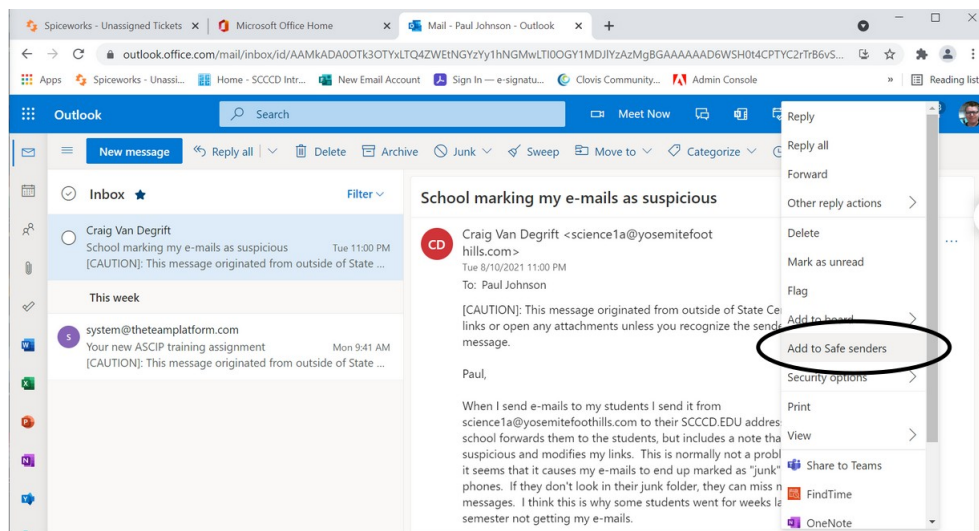 Spiceworks - Unassigned Tickets
Microsoft Office Home
Mail - Paul Johnson - Outlook
outlook.office.com/mail/inbox/id/
Apps
Spiceworks - Unassi...
Home - SCCCD Intr...
New Email Account
Sign In — e-signatu...
Clovis Community...
Admin Console
»
Reading list
Outlook
Search
Meet Now
New message
Reply all
Delete
Archive
Junk
Sweep
Move to
Categorize
Inbox
Filter
Craig Van Degrift
School marking my e-mails as suspicious Tue 11:00 PM
[CAUTION]: This message originated from outside of State ...
This week
S
system@theteamplatform.com
Your new ASCIP training assignment Mon 9:41 AM
[CAUTION]: This message originated from outside of State ...
School marking my e-mails as suspicious
CD
Craig Van Degrift <science1a@yosemitefoot
hills.com>
Tue 8/10/2021 11:00 PM
To: Paul Johnson
[CAUTION]: This message originated from outside of State
links or open any attachments unless you recognize the
message.
Paul,
When I send e-mails to my students I send it from
science1a@yosemitefoothills.com to their SCCCD.EDU
school forwards them to the students, but includes a note
suspicious and modifies my links. This is normally not a
it seems that it causes my e-mails to end up marked as "junk"
phones. If they don't look in their junk folder, they can miss
messages. I think this is why some students went for weeks
semester not getting my e-mails.
Reply
Reply all
Forward
Other reply actions
Delete
Mark as unread
Flag
Add to board
Add to Safe senders
Security options
Print
View
Share to Teams
FindTime
OneNote